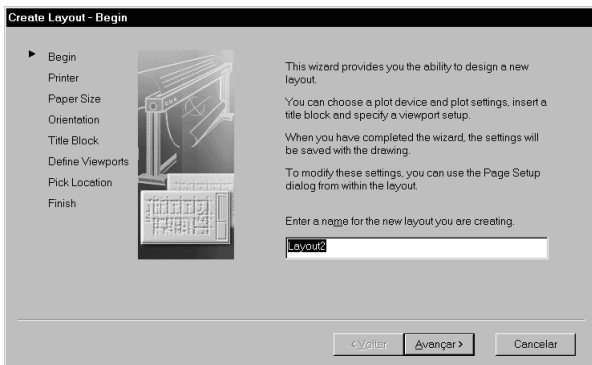 Create Layout - Begin
Begin
Printer
Paper Size
Orientation
Title Block
Define Viewports
Pick Location
Finish
This wizard provides you the ability to design a new
layout.
You can choose a plot device and plot settings, insert a
title block and specify a viewport setup.
When you have completed the wizard, the settings will
be saved with the drawing.
To modify these settings, you can use the Page Setup
dialog from within the layout.
Enter a name for the new layout you are creating.
Layout2
< Voltar
Avançar >
Cancelar